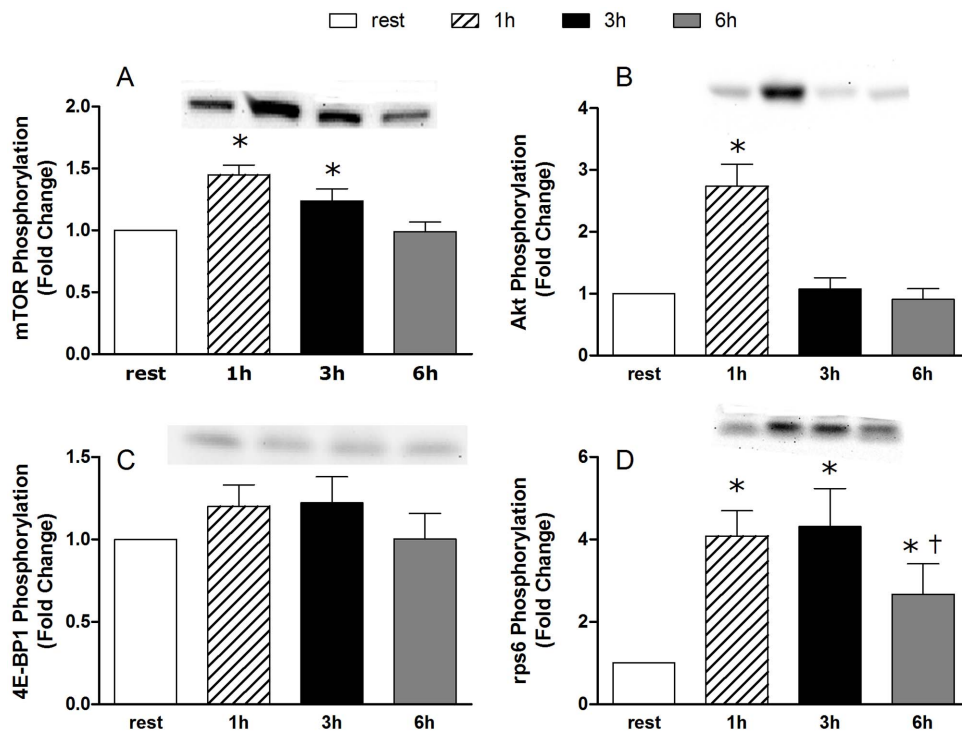 rest 1h 3h 6h
A
mTOR Phosphorylation
(Fold Change)
2.0
1.5
1.0
0.5
0.0
* *
rest 1h 3h 6h
B
Akt Phosphorylation
(Fold Change)
4
3
2
1
0
*
rest 1h 3h 6h
C
4E-BP1 Phosphorylation
(Fold Change)
1.5
1.0
0.5
0.0
rest 1h 3h 6h
D
rps6 Phosphorylation
(Fold Change)
6
4
2
0
* * * †
rest 1h 3h 6h